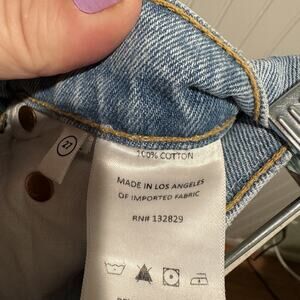 27
100% COTTON
MADE IN LOS ANGELES
OF IMPORTED FABRIC
RN# 132829